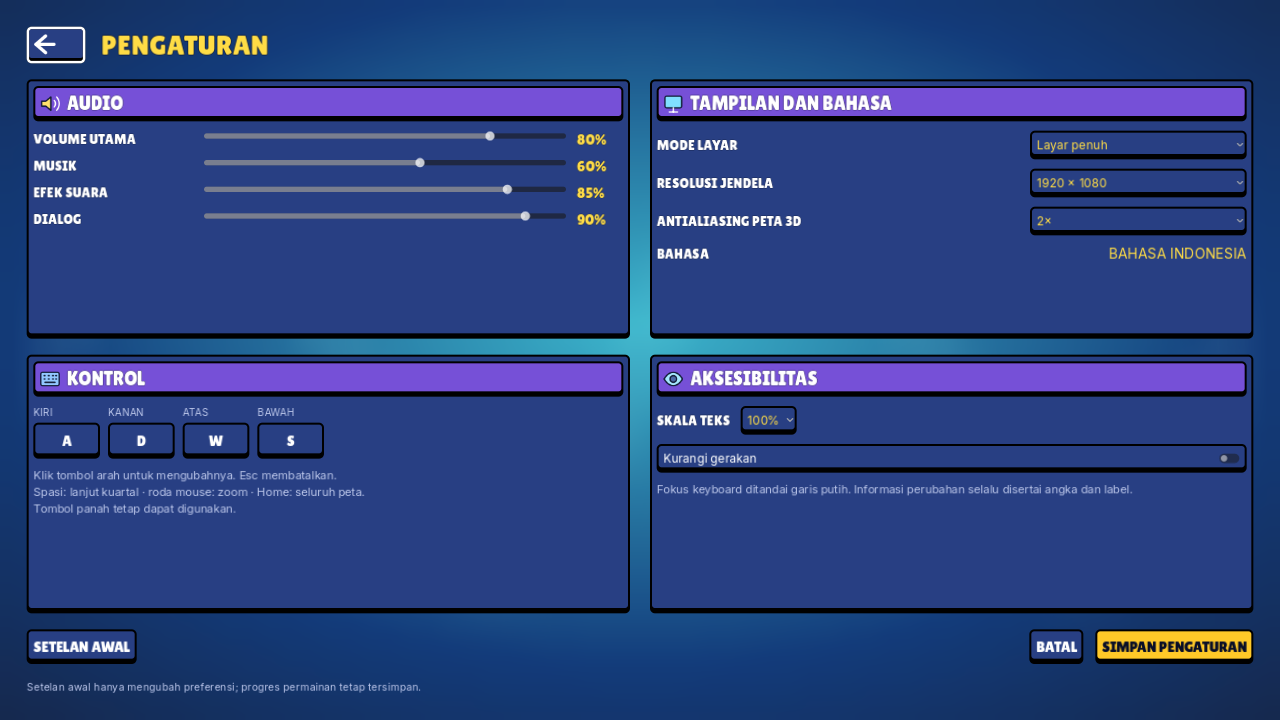 PENGATURAN
AUDIO
VOLUME UTAMA 80%
MUSIK 60%
EFEK SUARA 85%
DIALOG 90%
TAMPILAN DAN BAHASA
MODE LAYAR Layar penuh
RESOLUSI JENDELA 1920 × 1080
ANTIALIASING PETA 3D 2×
BAHASA BAHASA INDONESIA
KONTROL
KIRI KANAN ATAS BAWAH
A D W S
Klik tombol arah untuk mengubahnya. Esc membatalkan.
Spasi: lanjut kuartal · roda mouse: zoom · Home: seluruh peta.
Tombol panah tetap dapat digunakan.
AKSESIBILITAS
SKALA TEKS 100%
Kurangi gerakan
Fokus keyboard ditandai garis putih. Informasi perubahan selalu disertai angka dan label.
SETELAN AWAL BATAL SIMPAN PENGATURAN
Setelan awal hanya mengubah preferensi; progres permainan tetap tersimpan.